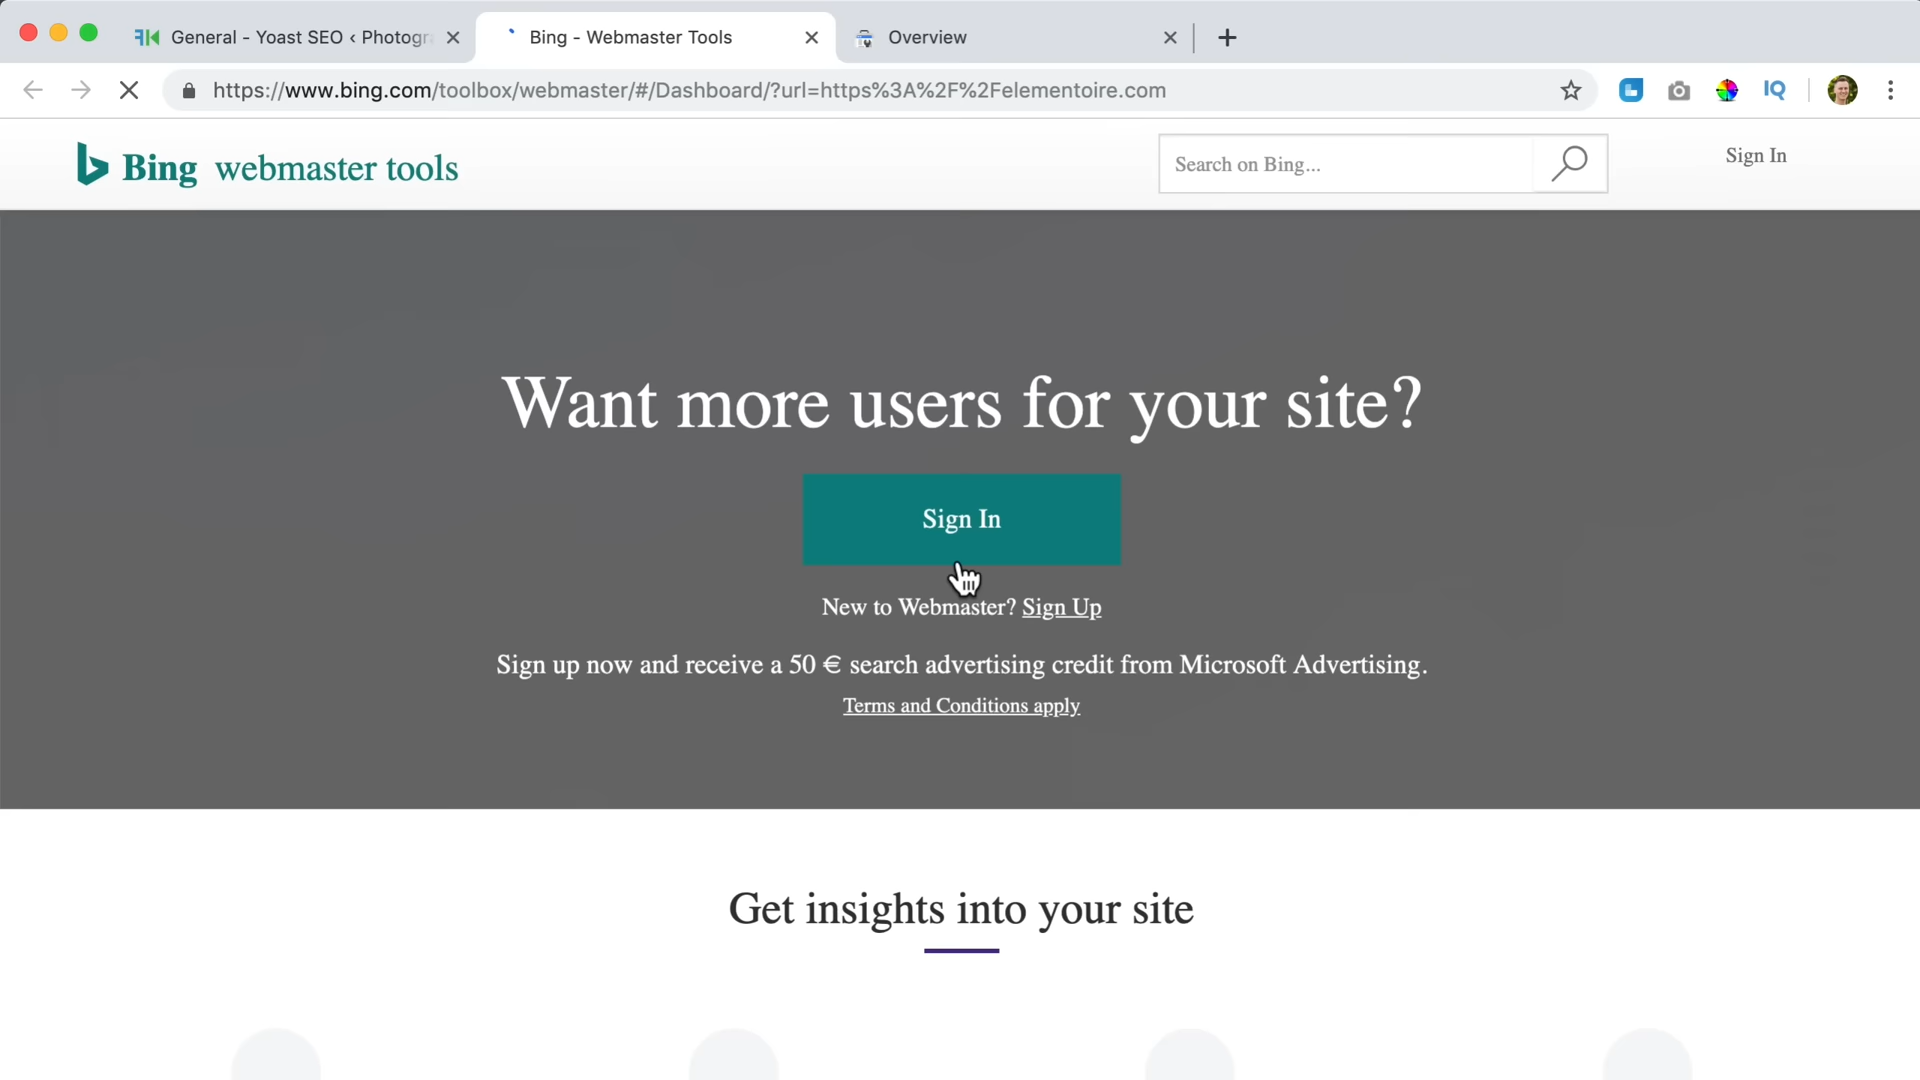 General - Yoast SEO ‹ Photogr
Bing - Webmaster Tools
Overview
https://www.bing.com/toolbox/webmaster/#/Dashboard/?url=https%3A%2F%2Felementoire.com
IQ
Bing webmaster tools
Search on Bing...
Sign In
Want more users for your site?
Sign In
New to Webmaster? Sign Up
Sign up now and receive a 50 € search advertising credit from Microsoft Advertising.
Terms and Conditions apply
Get insights into your site